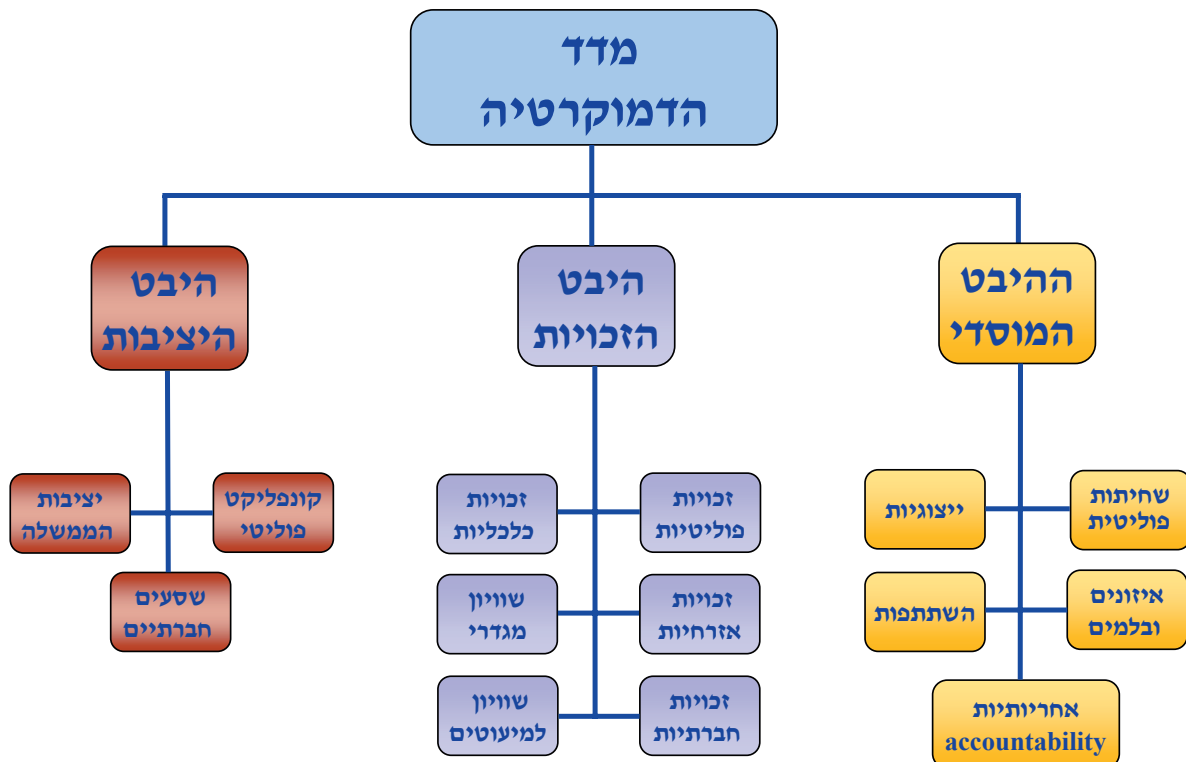 מדד
הדמוקרטיה
ההיבט
המוסדי
היבט
הזכויות
היבט
היציבות
שחיתות
פוליטית
ייצוגיות
איזונים
ובלמים
השתתפות
אחריותיות
accountability
זכויות
פוליטיות
זכויות
כלכליות
זכויות
אזרחיות
שוויון
מגדרי
זכויות
חברתיות
שוויון
למיעוטים
קונפליקט
פוליטי
יציבות
הממשלה
שסעים
חברתיים